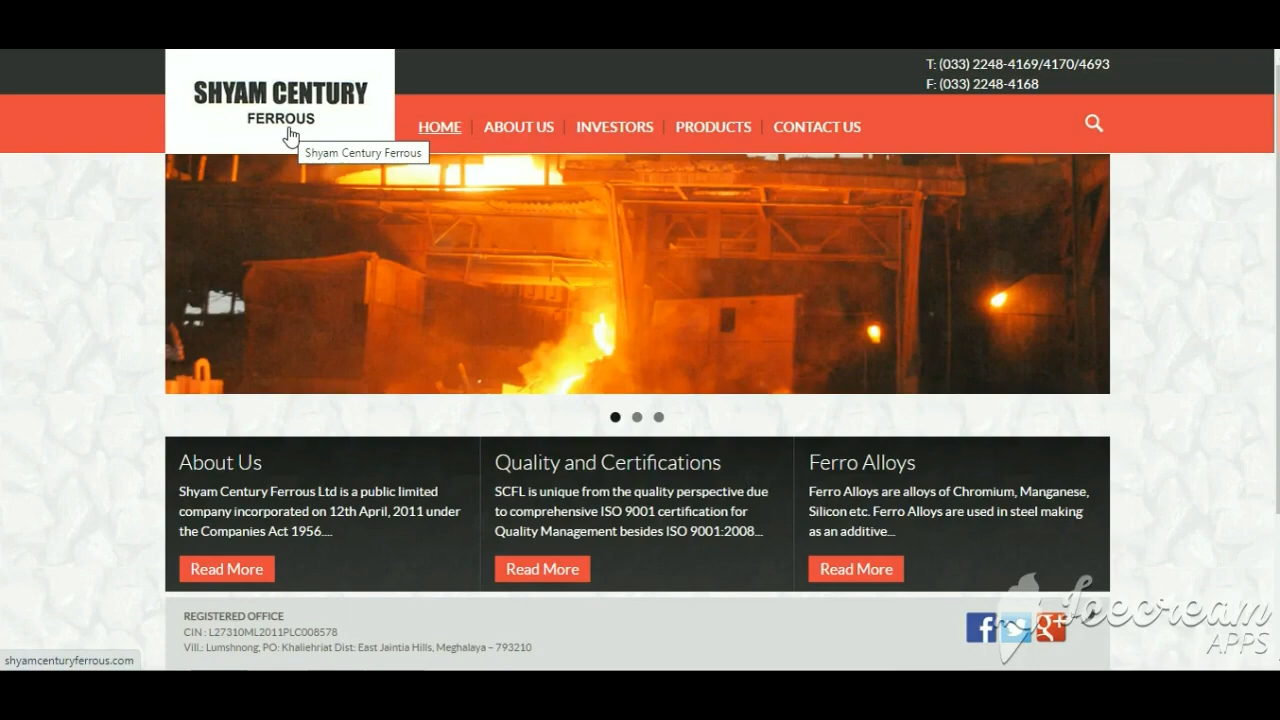 T: (033) 2248-4169/4170/4693
F: (033) 2248-4168
SHYAM CENTURY
FERROUS
HOME
ABOUT US
INVESTORS
PRODUCTS
CONTACT US
Shyam Century Ferrous
About Us
Shyam Century Ferrous Ltd is a public limited
company incorporated on 12th April, 2011 under
the Companies Act 1956....
Read More
Quality and Certifications
SCFL is unique from the quality perspective due
to comprehensive ISO 9001 certification for
Quality Management besides ISO 9001:2008...
Read More
Ferro Alloys
Ferro Alloys are alloys of Chromium, Manganese,
Silicon etc. Ferro Alloys are used in steel making
as an additive...
Read More
REGISTERED OFFICE
CIN : L27310ML2011PLC008578
Vill.: Lumshnong, PO: Khaliehriat Dist: East Jaintia Hills, Meghalaya – 793210
f
g+
my
Icecream
APPS
shyamcenturyferrous.com